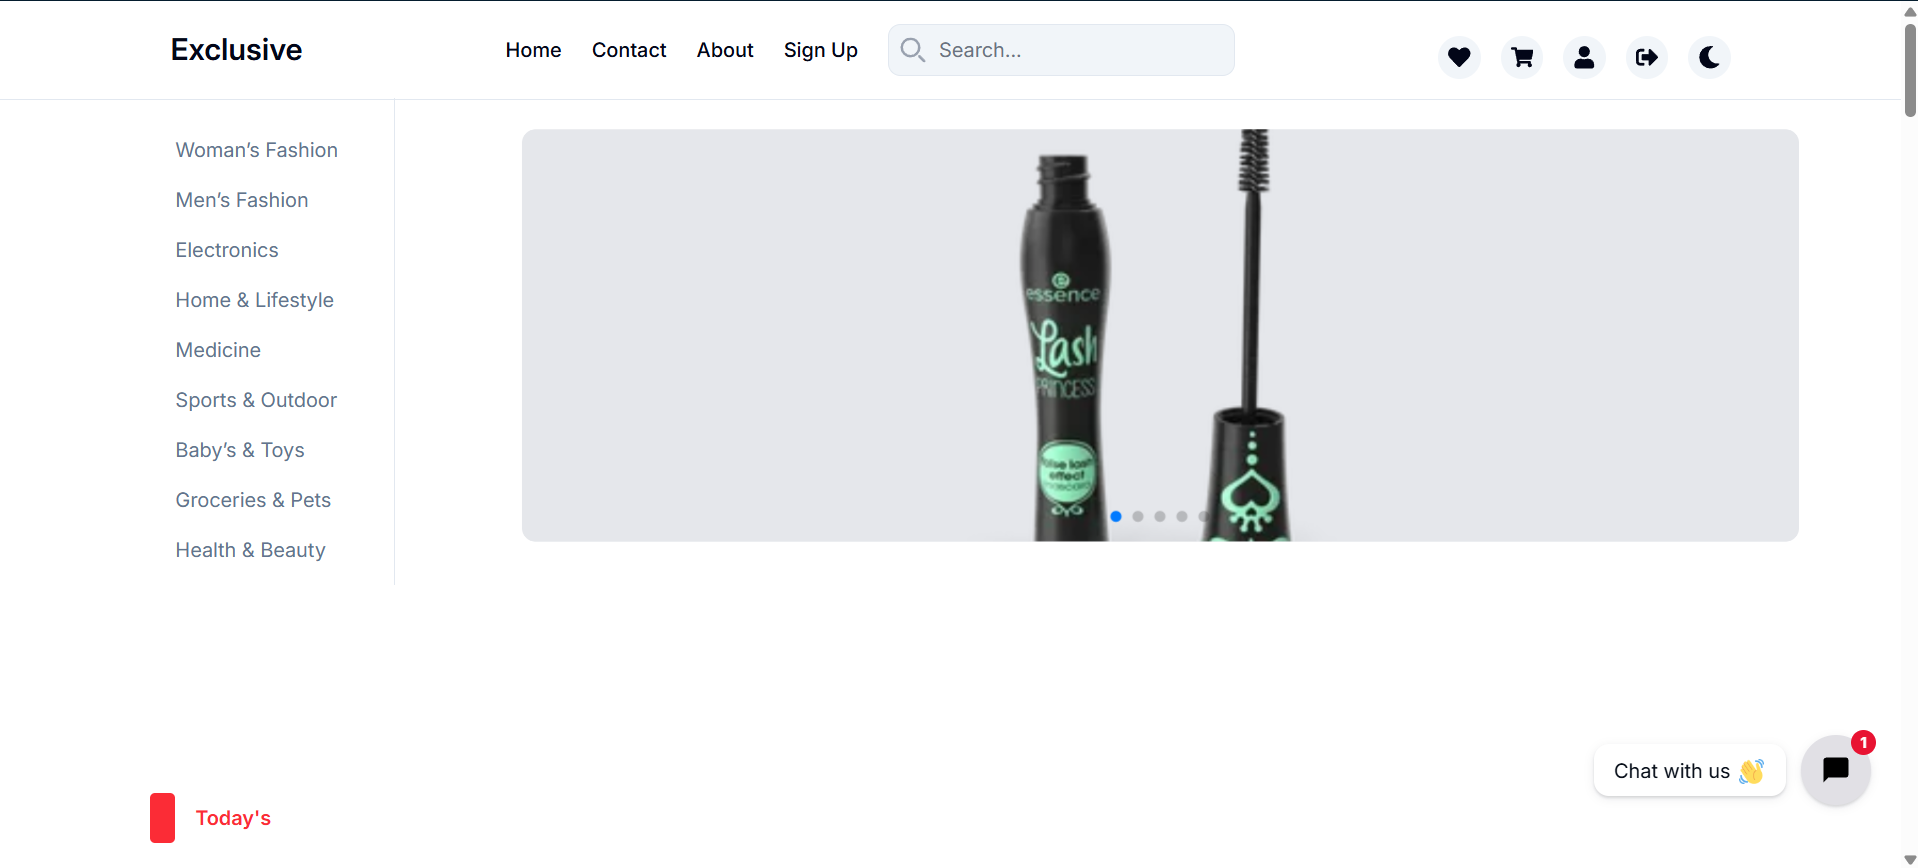 Exclusive
Home Contact About Sign Up Search...
Woman’s Fashion
Men’s Fashion
Electronics
Home & Lifestyle
Medicine
Sports & Outdoor
Baby’s & Toys
Groceries & Pets
Health & Beauty
essence
Lash
PRINCESS
false lash
effect
mascara
1
Chat with us 👋
Today's